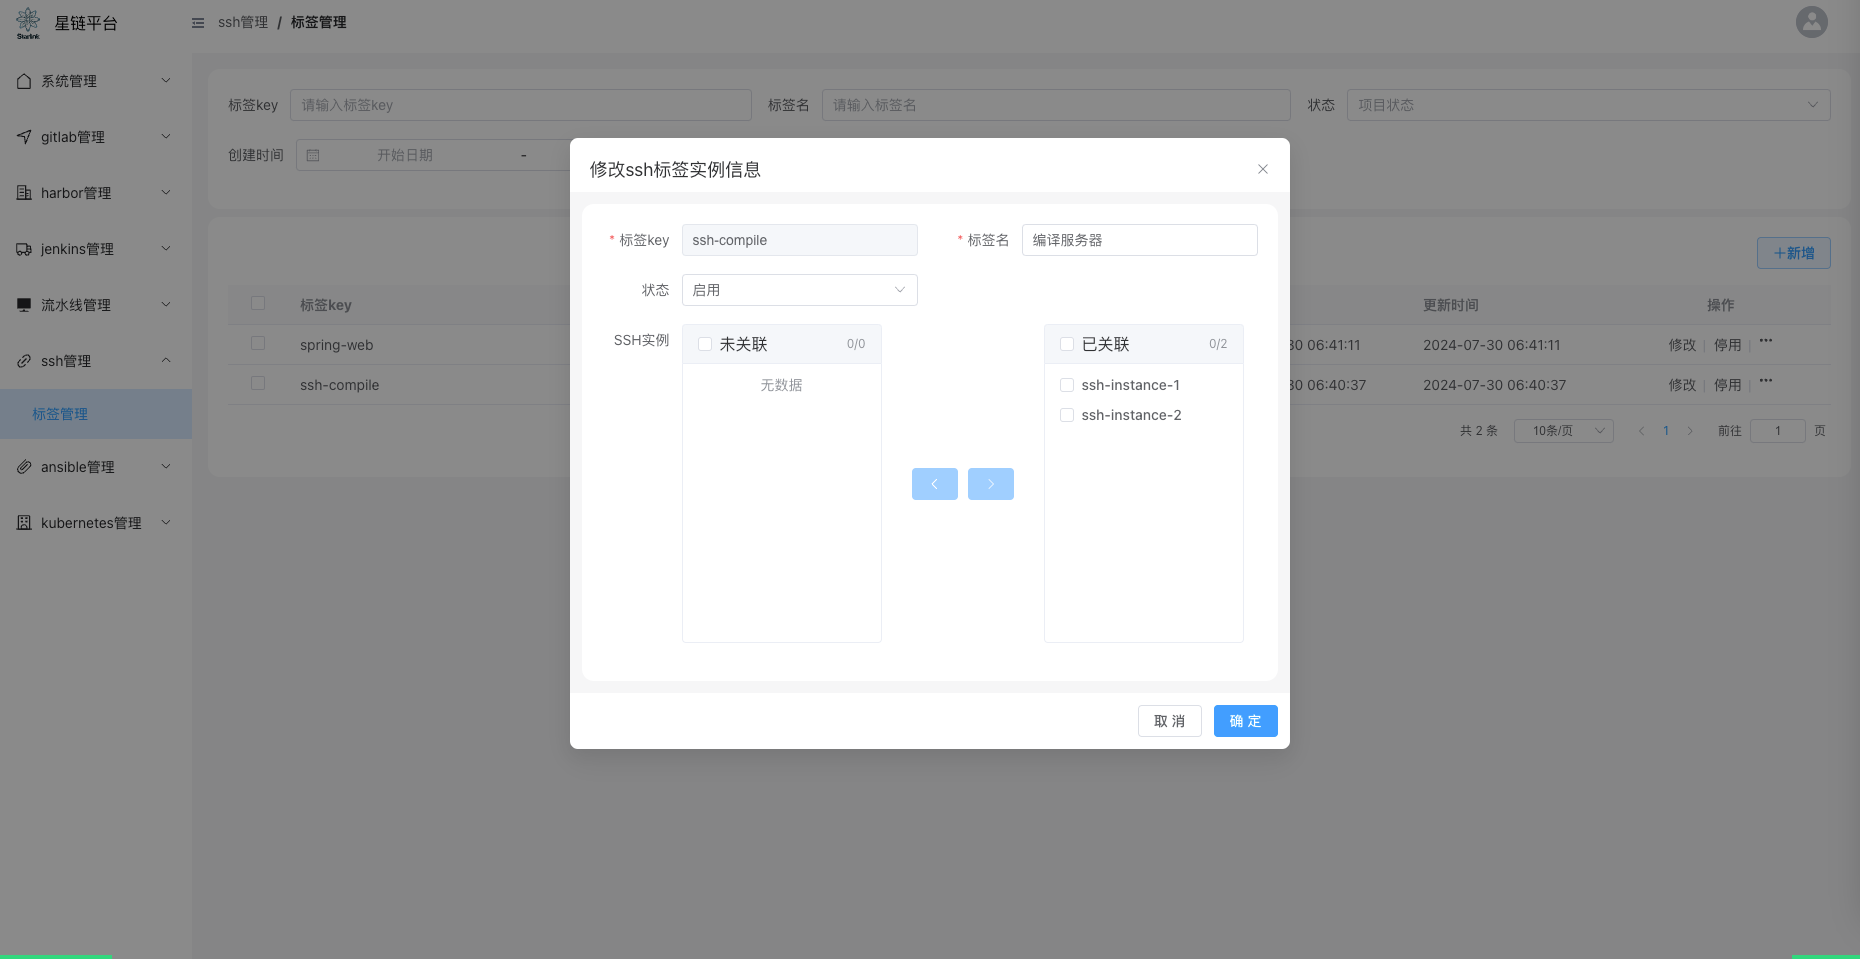 星链平台
Starlink
ssh管理 / 标签管理
系统管理
gitlab管理
harbor管理
jenkins管理
流水线管理
ssh管理
标签管理
ansible管理
kubernetes管理
标签key 请输入标签key 标签名 请输入标签名 状态 项目状态
创建时间 开始日期 -
+新增
标签key 更新时间 操作
spring-web 30 06:41:11 2024-07-30 06:41:11 修改 停用 ···
ssh-compile 30 06:40:37 2024-07-30 06:40:37 修改 停用 ···
共 2 条 10条/页 1 前往 1 页
修改ssh标签实例信息
* 标签key ssh-compile * 标签名 编译服务器
状态 启用
SSH实例 未关联 0/0 已关联 0/2
无数据 ssh-instance-1
ssh-instance-2
取 消 确 定